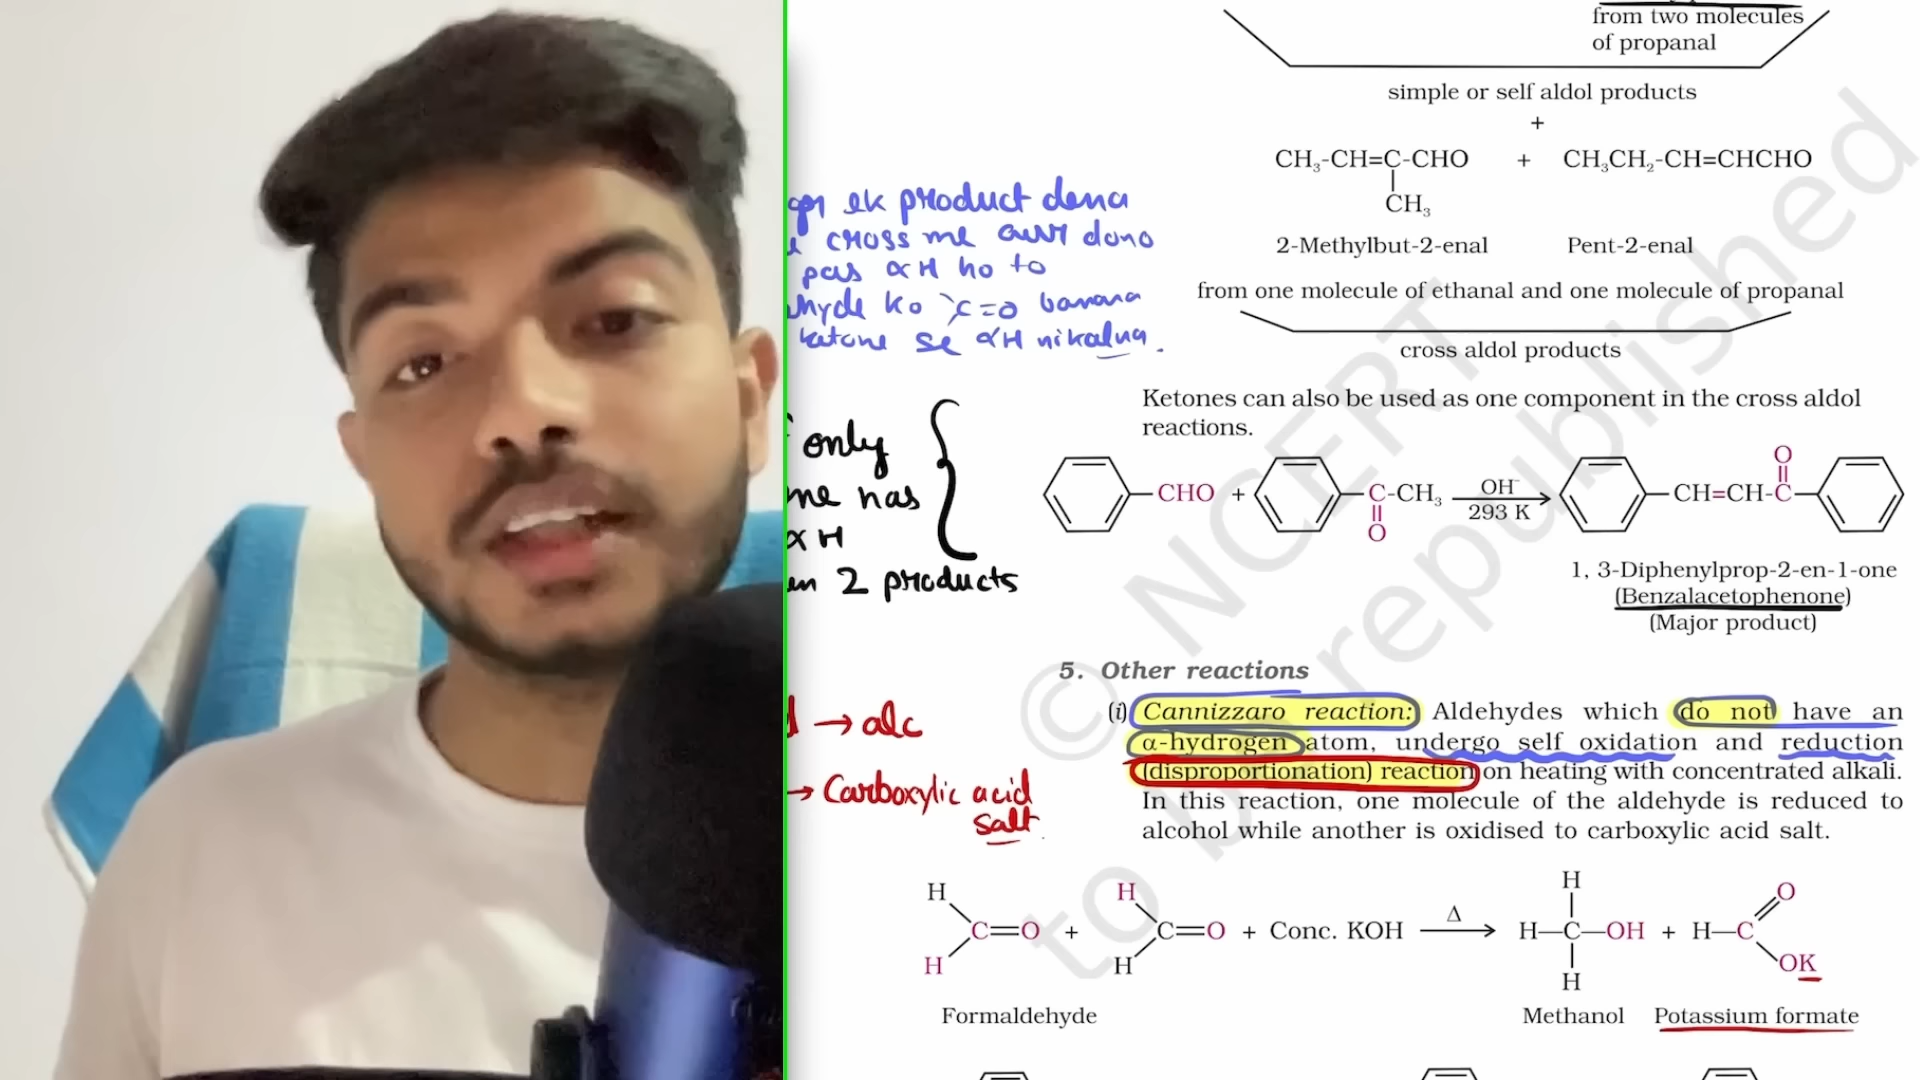 from two molecules
of propanal
simple or self aldol products
+
CH₃-CH=C-CHO + CH₃CH₂-CH=CHCHO
CH₃
2-Methylbut-2-enal Pent-2-enal
from one molecule of ethanal and one molecule of propanal
cross aldol products
ek product dena
cross me aur dono
pas αH ho to
ko >c=o banana
ketone se αH nikalna.
Ketones can also be used as one component in the cross aldol
reactions.
CHO + C-CH₃ OH⁻ CH=CH-C
O
293 K
O
only
has
αH
2 products
1, 3-Diphenylprop-2-en-1-one
(Benzalacetophenone)
(Major product)
5. Other reactions
(i) Cannizzaro reaction: Aldehydes which do not have an
α-hydrogen atom, undergo self oxidation and reduction
(disproportionation) reaction on heating with concentrated alkali.
In this reaction, one molecule of the aldehyde is reduced to
alcohol while another is oxidised to carboxylic acid salt.
→ alc
→ Carboxylic acid
salt
H H H O
C=O + C=O + Conc. KOH Δ H—C—OH + H—C
H H H OK
Formaldehyde Methanol Potassium formate
© NCERT
to be republished